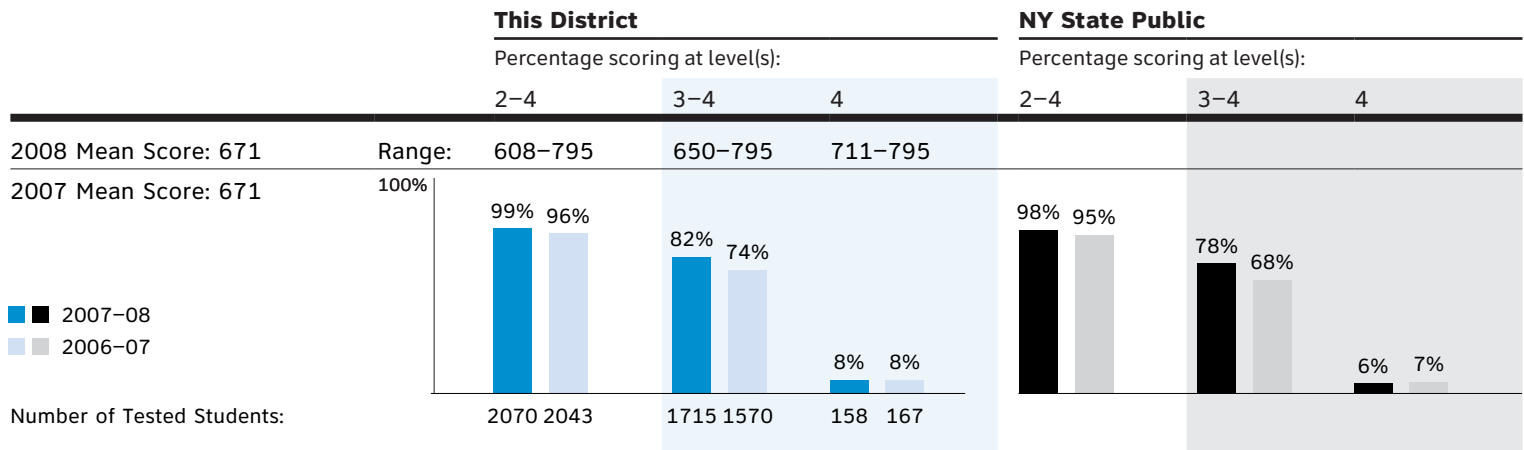 This District NY State Public
Percentage scoring at level(s): Percentage scoring at level(s):
2–4 3–4 4 2–4 3–4 4
2008 Mean Score: 671 Range: 608–795 650–795 711–795
2007 Mean Score: 671 100%
99% 96% 82% 74% 8% 8% 98% 95% 78% 68% 6% 7%
2007–08
2006–07
Number of Tested Students: 2070 2043 1715 1570 158 167